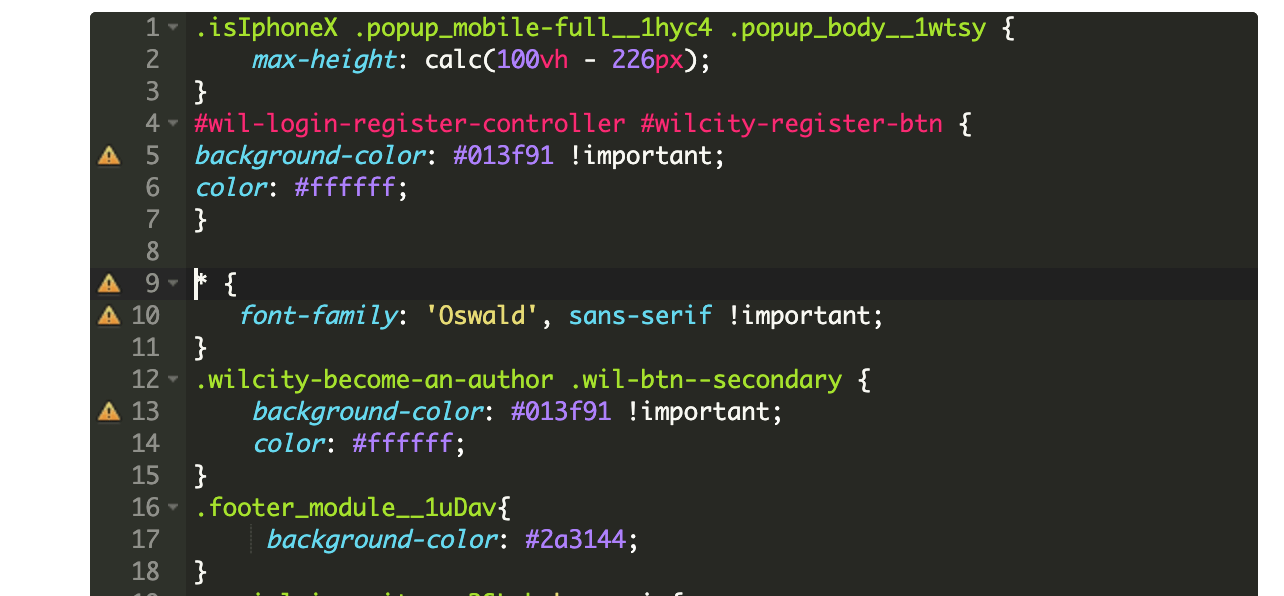 1 .isIphoneX .popup_mobile-full__1hyc4 .popup_body__1wtsy {
2 max-height: calc(100vh - 226px);
3 }
4 #wil-login-register-controller #wilcity-register-btn {
5 background-color: #013f91 !important;
6 color: #ffffff;
7 }
8
9 * {
10 font-family: 'Oswald', sans-serif !important;
11 }
12 .wilcity-become-an-author .wil-btn--secondary {
13 background-color: #013f91 !important;
14 color: #ffffff;
15 }
16 .footer_module__1uDav{
17 background-color: #2a3144;
18 }